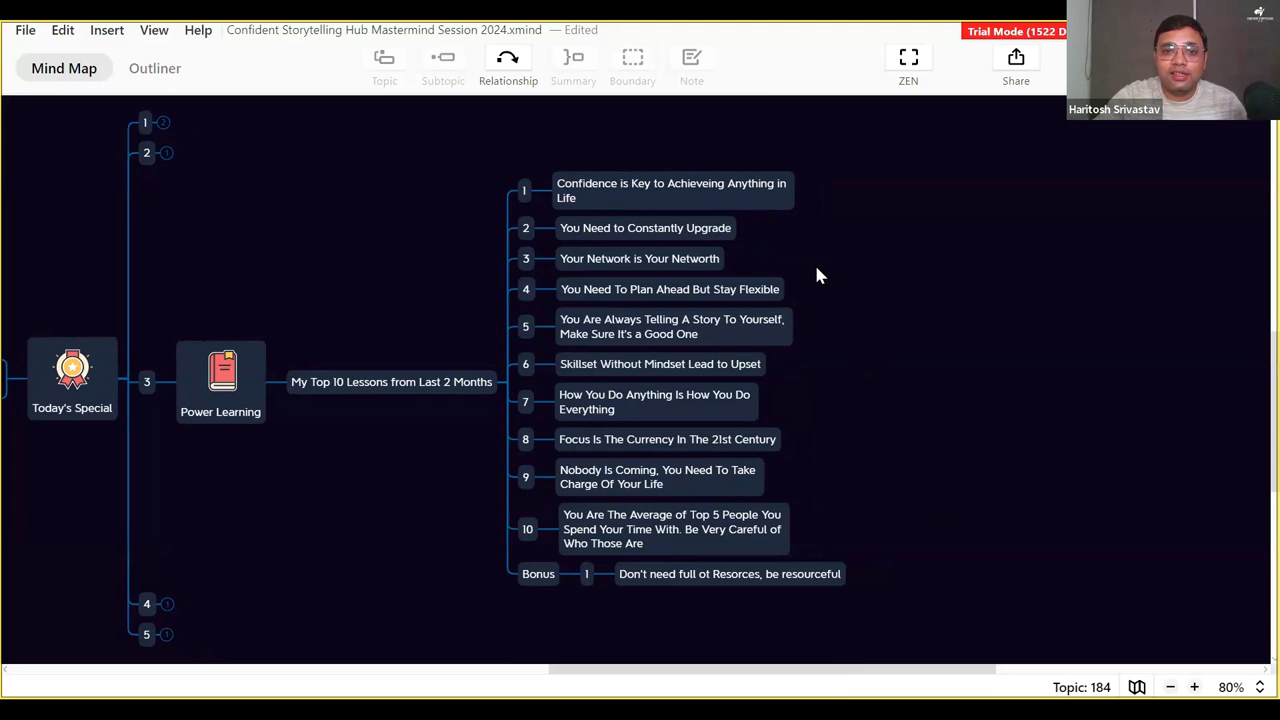 File Edit Insert View Help Confident Storytelling Hub Mastermind Session 2024.xmind — Edited
Trial Mode (1522 D
Mind Map Outliner
Topic Subtopic Relationship Summary Boundary Note ZEN Share
Haritosh Srivastav
1 2
2 1
1 Confidence is Key to Achieveing Anything in
Life
2 You Need to Constantly Upgrade
3 Your Network is Your Networth
4 You Need To Plan Ahead But Stay Flexible
5 You Are Always Telling A Story To Yourself,
Make Sure It's a Good One
6 Skillset Without Mindset Lead to Upset
Today's Special
3
Power Learning
My Top 10 Lessons from Last 2 Months
7 How You Do Anything Is How You Do
Everything
8 Focus Is The Currency In The 21st Century
9 Nobody Is Coming, You Need To Take
Charge Of Your Life
10 You Are The Average of Top 5 People You
Spend Your Time With. Be Very Careful of
Who Those Are
Bonus 1 Don't need full ot Resorces, be resourceful
4 1
5 1
Topic: 184 80%